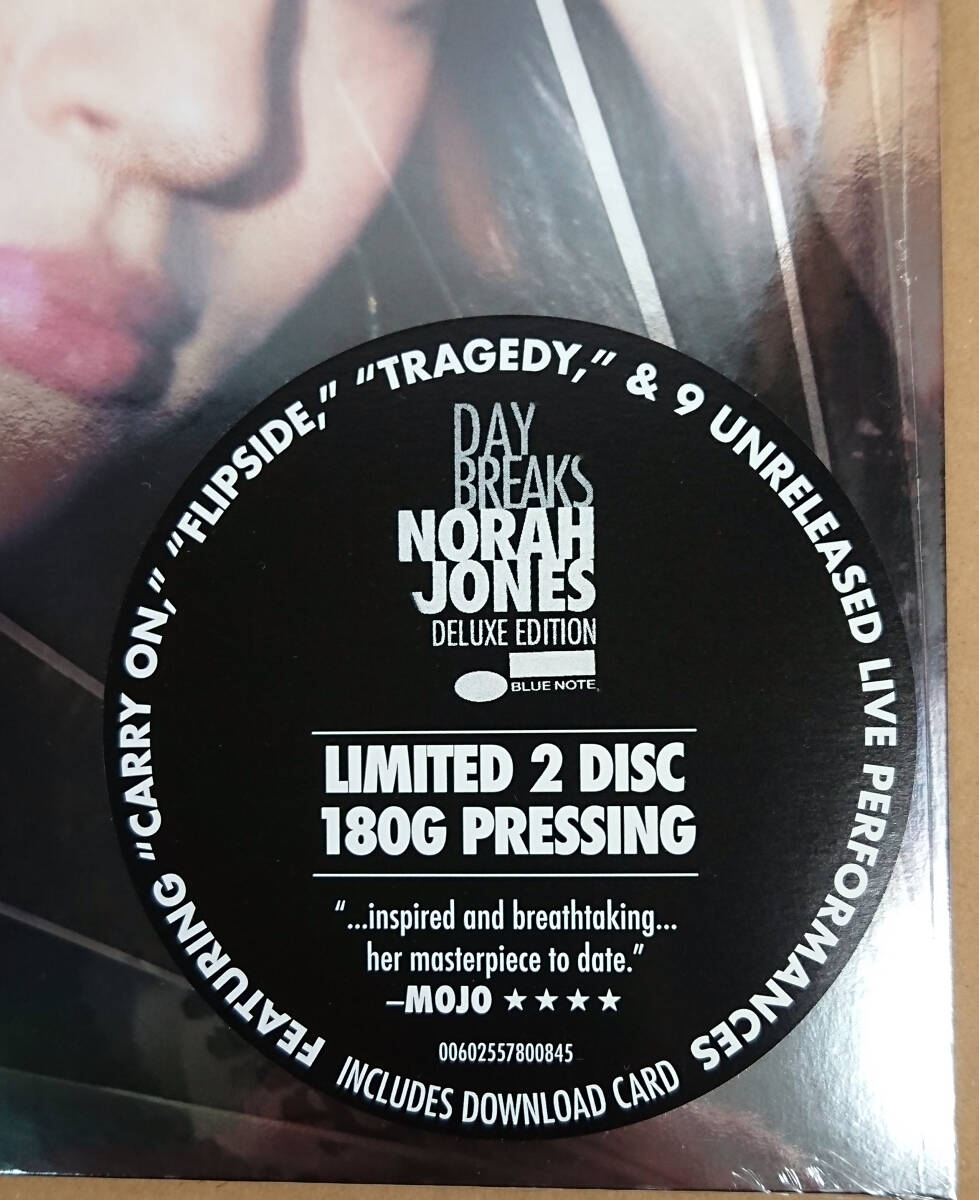 FEATURING "CARRY ON," "FLIPSIDE," "TRAGEDY," & 9 UNRELEASED LIVE PERFORMANCES
DAY
BREAKS
NORAH
JONES
DELUXE EDITION
BLUE NOTE
LIMITED 2 DISC
180G PRESSING
"...inspired and breathtaking...
her masterpiece to date."
–MOJO ★★★★
00602557800845
INCLUDES DOWNLOAD CARD